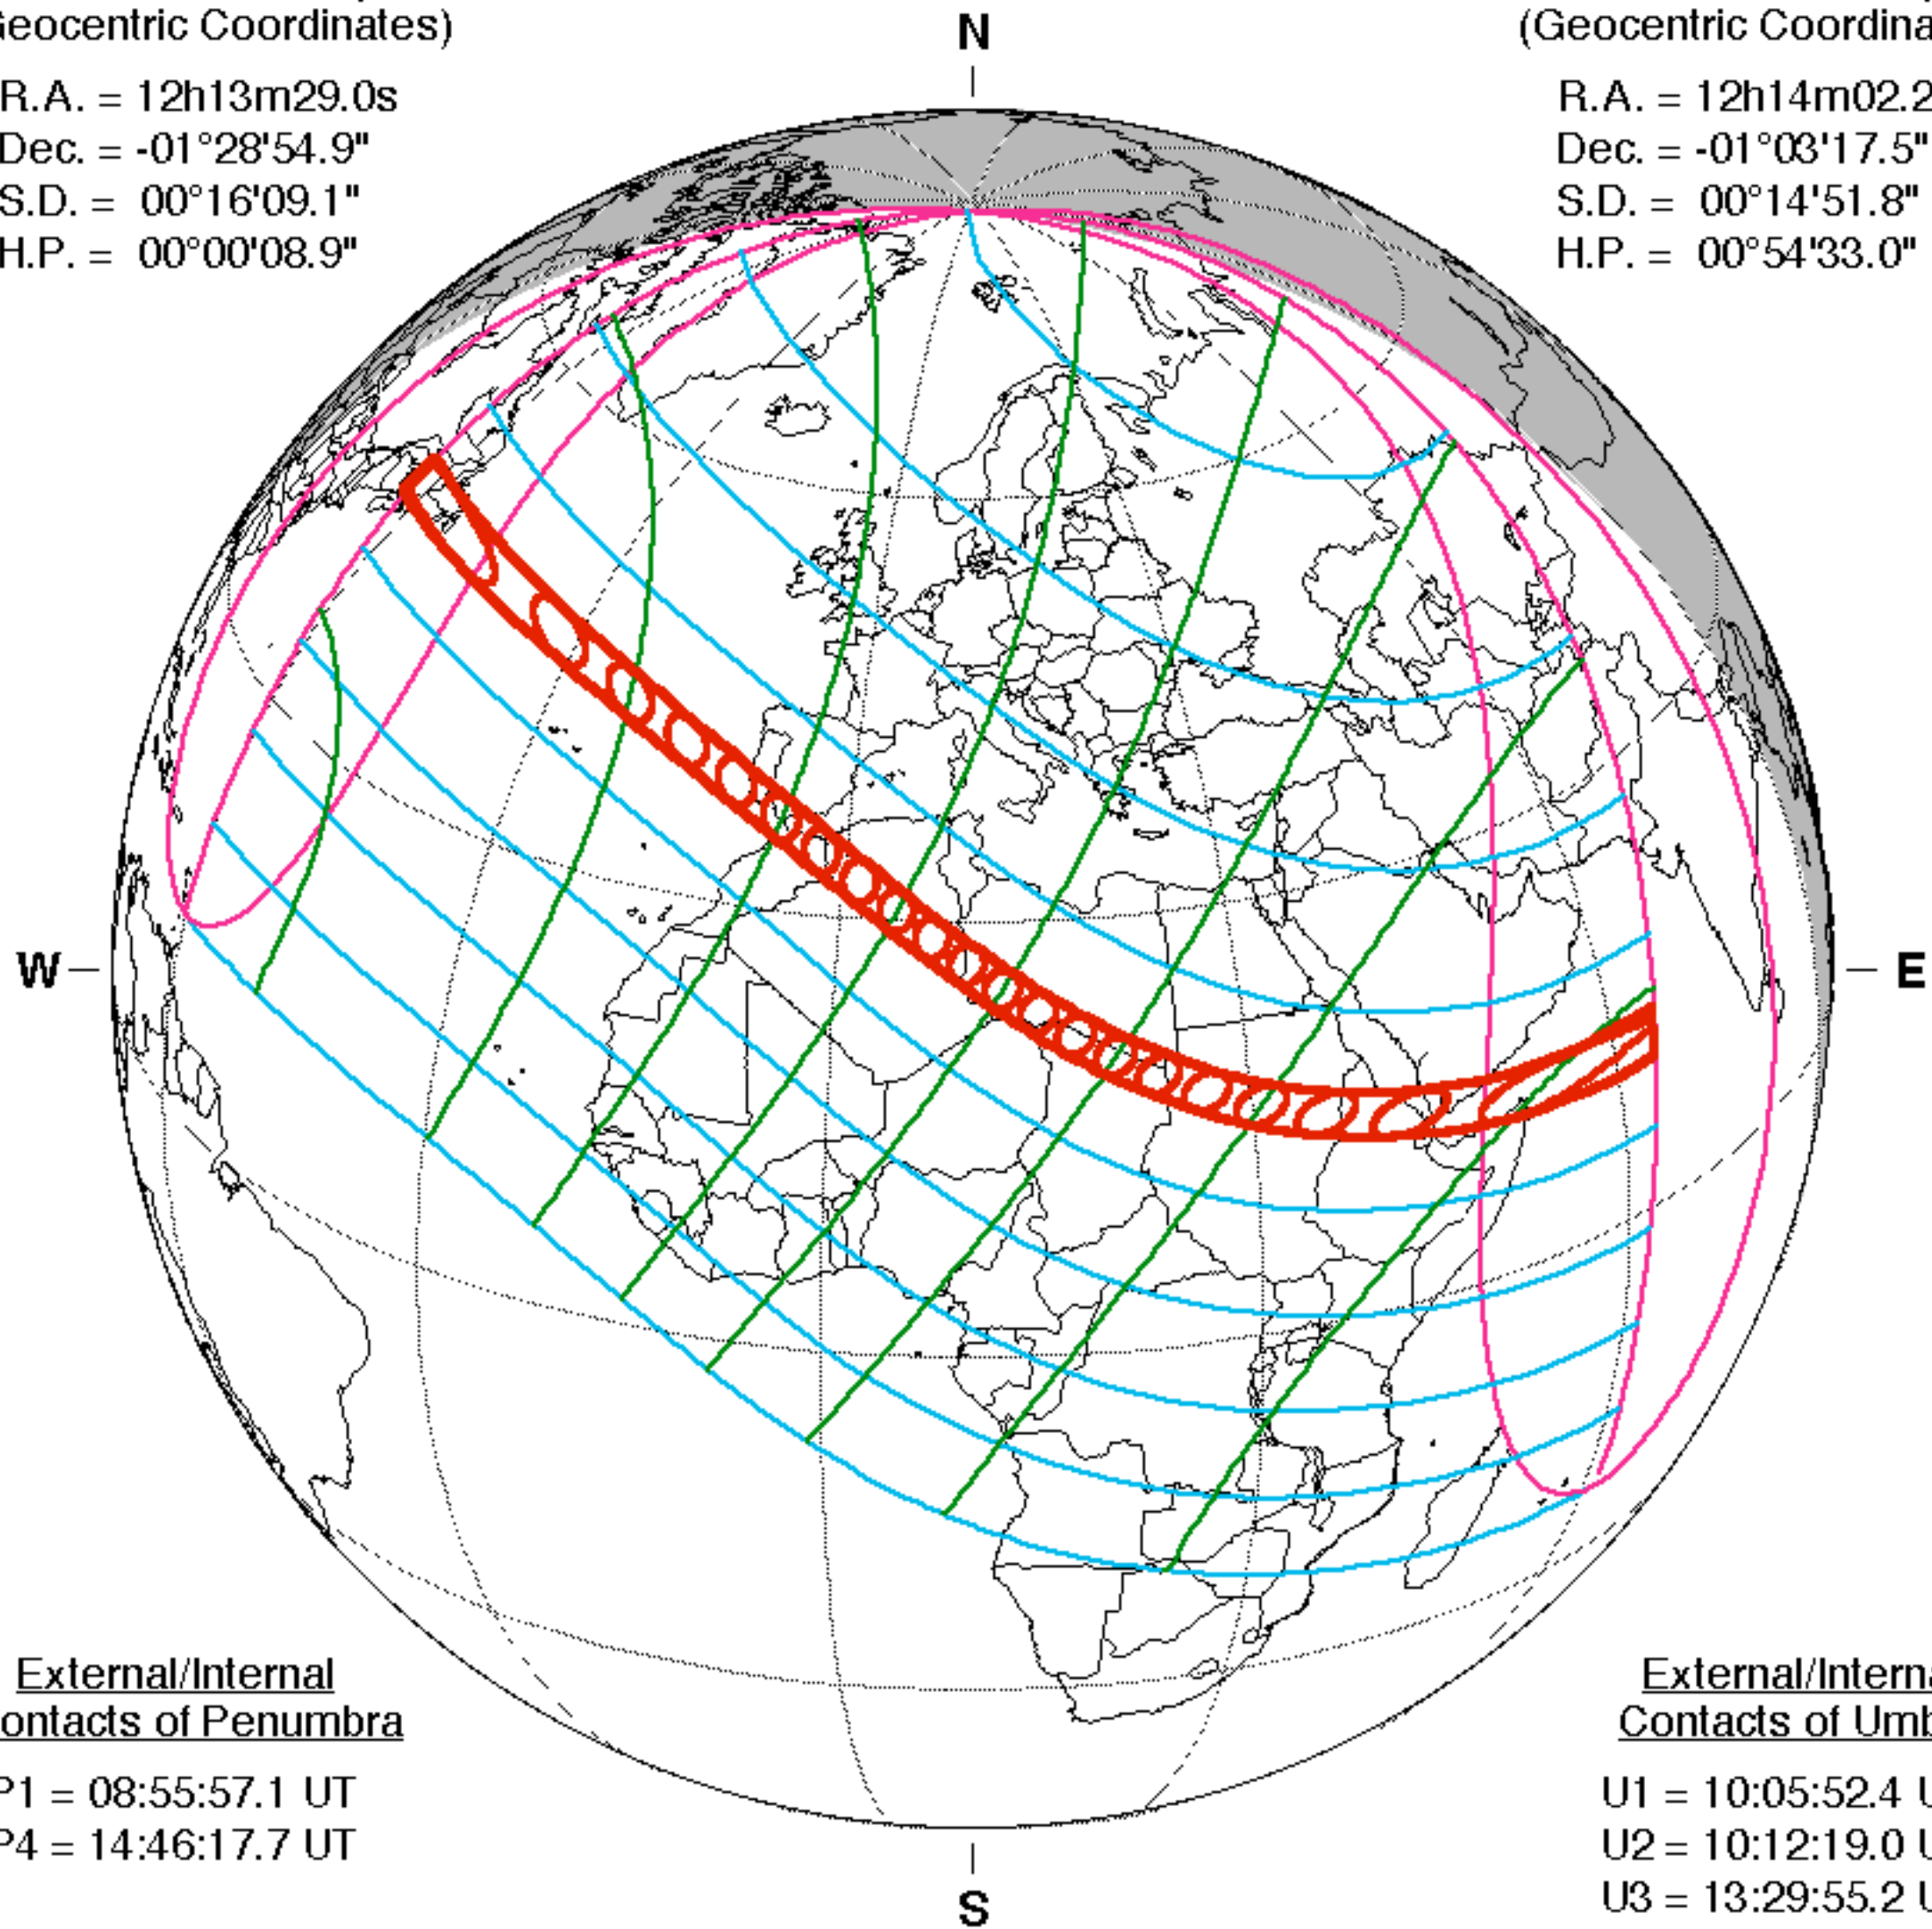 Geocentric Coordinates)
R.A. = 12h13m29.0s
Dec. = -01°28'54.9"
S.D. = 00°16'09.1"
H.P. = 00°00'08.9"
N
(Geocentric Coordina
R.A. = 12h14m02.2
Dec. = -01°03'17.5"
S.D. = 00°14'51.8"
H.P. = 00°54'33.0"
W
E
External/Internal
ontacts of Penumbra
P1 = 08:55:57.1 UT
P4 = 14:46:17.7 UT
External/Interna
Contacts of Umb
U1 = 10:05:52.4 U
U2 = 10:12:19.0 U
U3 = 13:29:55.2 U
S